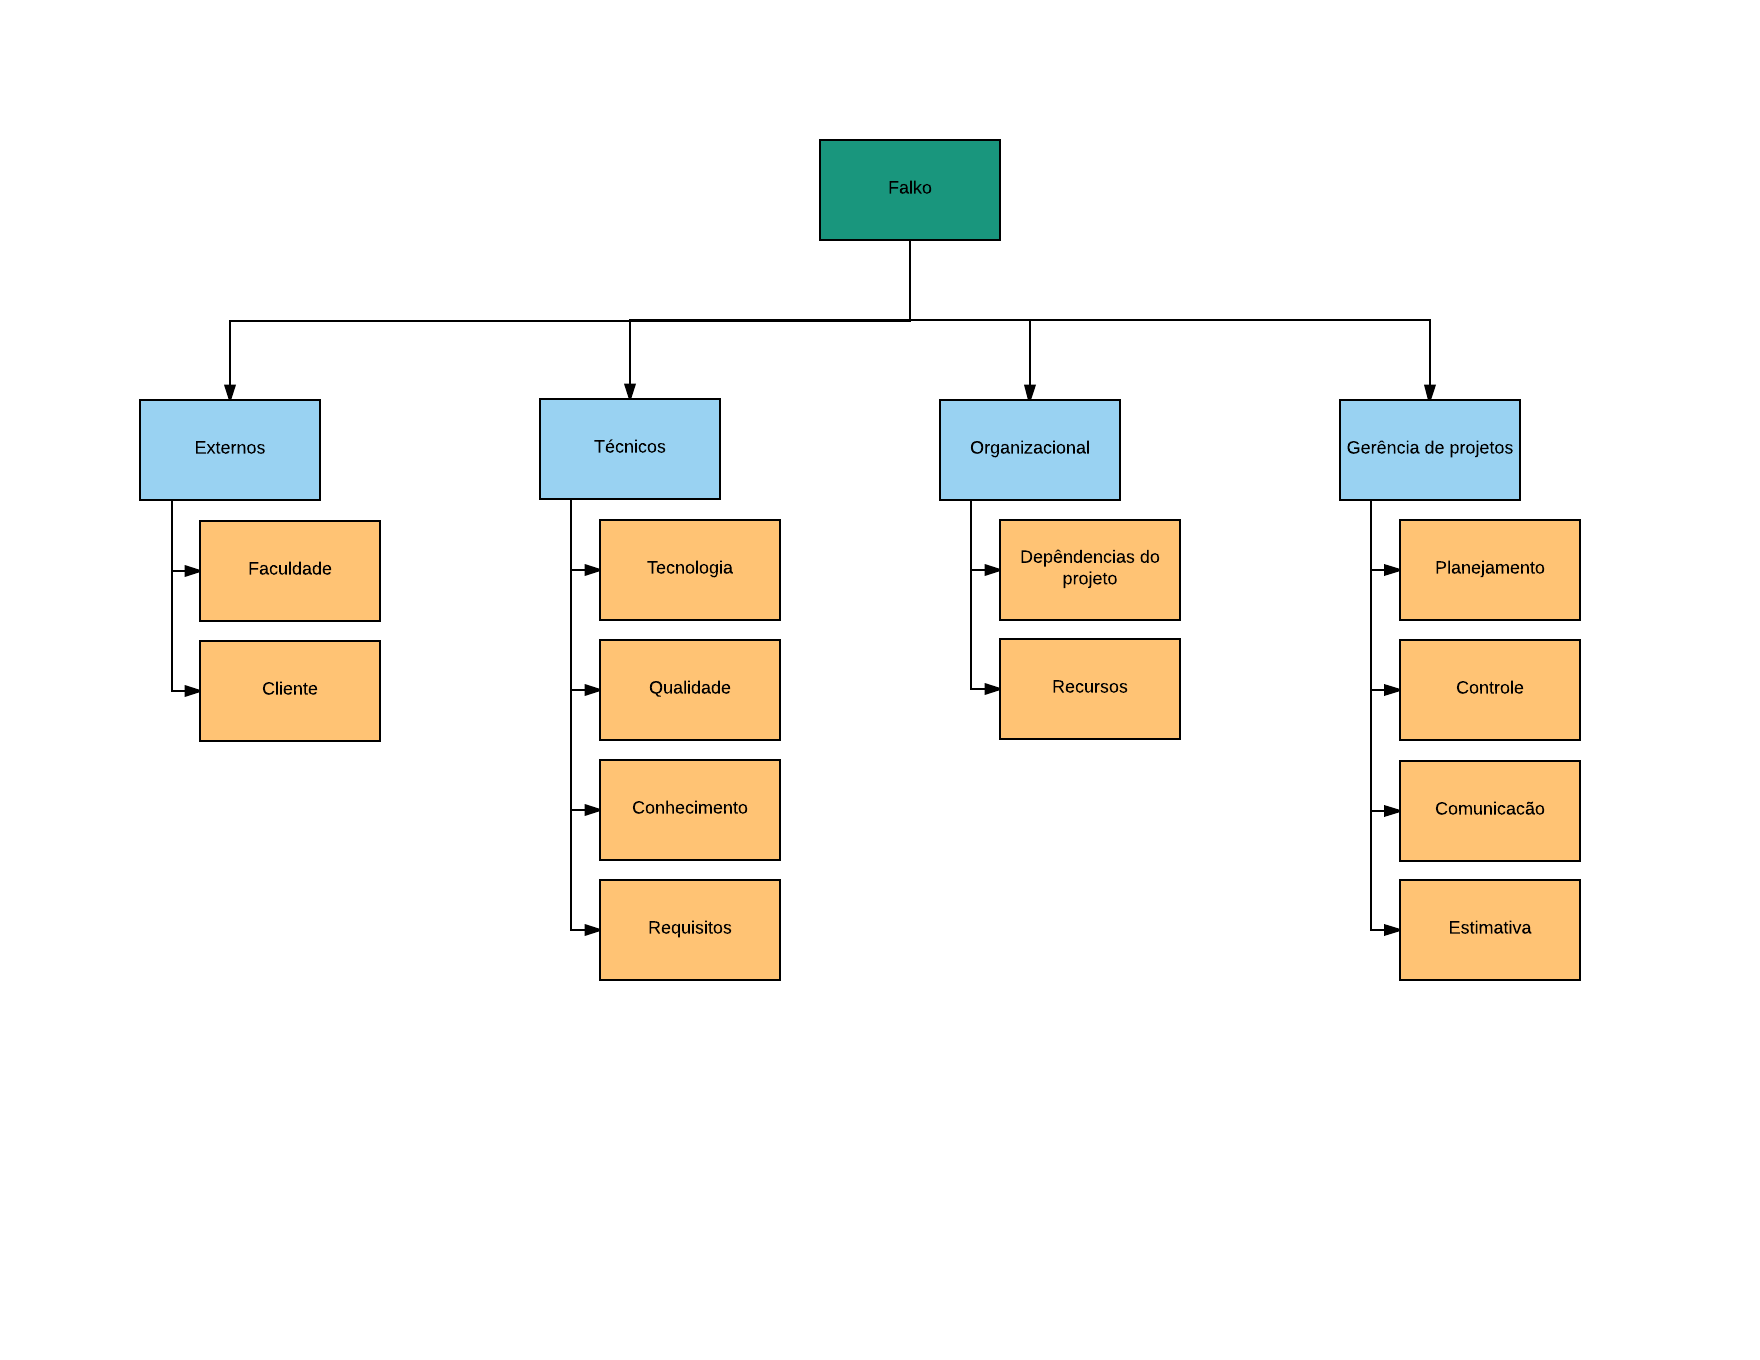 Falko
Externos
Técnicos
Organizacional
Gerência de projetos
Faculdade
Cliente
Tecnologia
Qualidade
Conhecimento
Requisitos
Depêndencias do
projeto
Recursos
Planejamento
Controle
Comunicacão
Estimativa